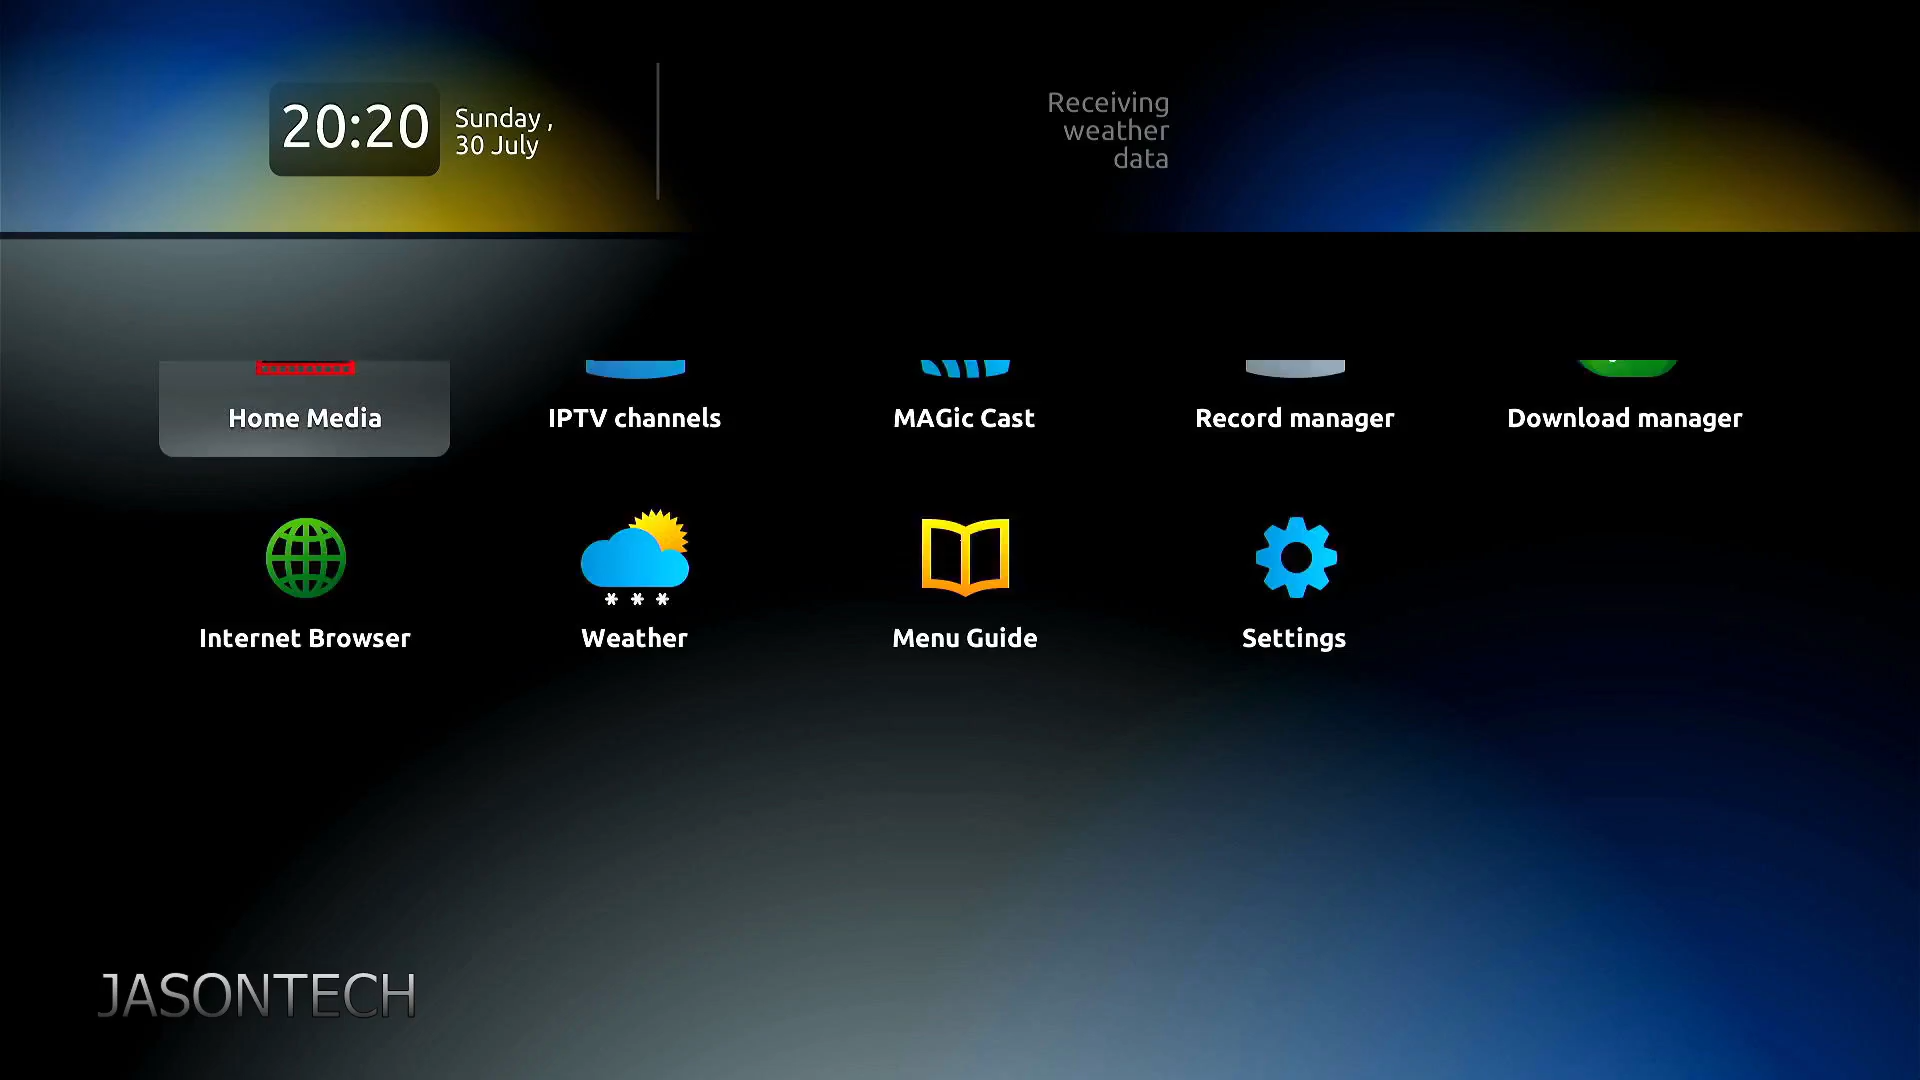 20:20
Sunday ,
30 July
Receiving
weather
data
Home Media
IPTV channels
MAGic Cast
Record manager
Download manager
Internet Browser
Weather
Menu Guide
Settings
JASONTECH